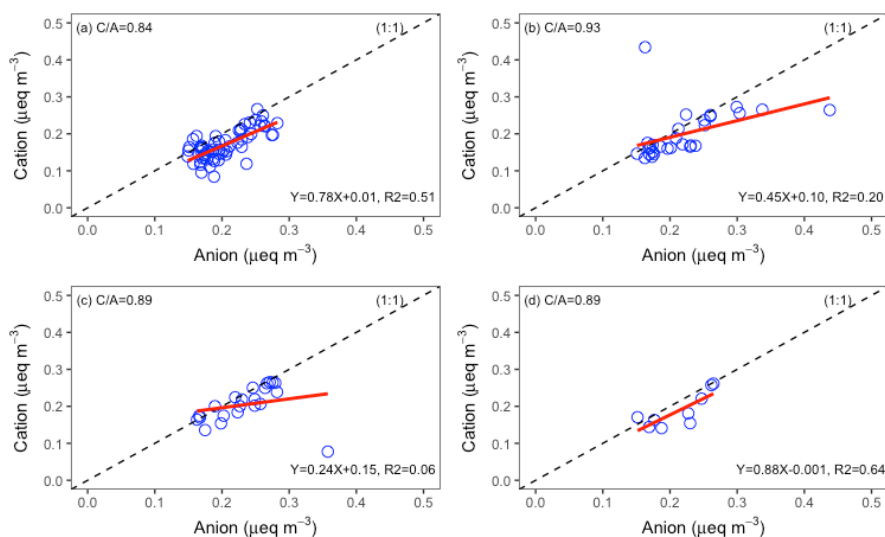 (a) C/A=0.84 (1:1)
0.5
0.4
0.3
0.2
0.1
0.0
Cation (μeq m⁻³)
Y=0.78X+0.01, R2=0.51
0.0 0.1 0.2 0.3 0.4 0.5
Anion (μeq m⁻³)
(b) C/A=0.93 (1:1)
0.5
0.4
0.3
0.2
0.1
0.0
Cation (μeq m⁻³)
Y=0.45X+0.10, R2=0.20
0.0 0.1 0.2 0.3 0.4 0.5
Anion (μeq m⁻³)
(c) C/A=0.89 (1:1)
0.5
0.4
0.3
0.2
0.1
0.0
Cation (μeq m⁻³)
Y=0.24X+0.15, R2=0.06
0.0 0.1 0.2 0.3 0.4 0.5
Anion (μeq m⁻³)
(d) C/A=0.89 (1:1)
0.5
0.4
0.3
0.2
0.1
0.0
Cation (μeq m⁻³)
Y=0.88X-0.001, R2=0.64
0.0 0.1 0.2 0.3 0.4 0.5
Anion (μeq m⁻³)